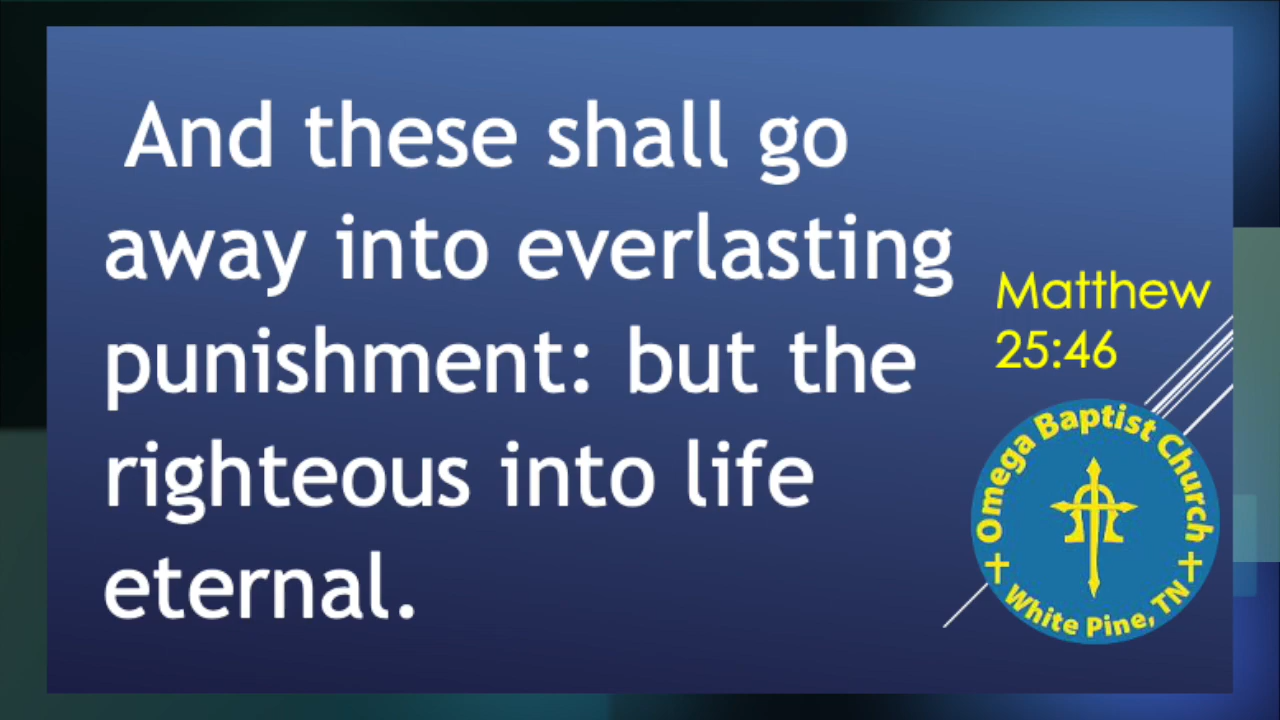 And these shall go
away into everlasting
punishment: but the
righteous into life
eternal.
Matthew
25:46
Omega Baptist Church
White Pine, TN